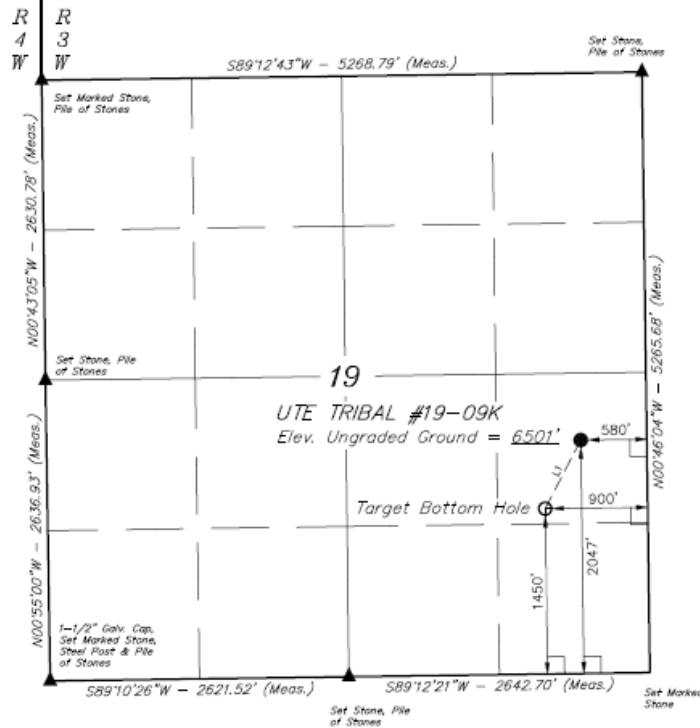 R R
4 3
W W
S89°12'43"W - 5268.79' (Meas.)
Set Stone,
Pile of Stones
Set Marked Stone,
Pile of Stones
N00°43'05"W - 2630.78' (Meas.)
Set Stone, Pile
of Stones
19
UTE TRIBAL #19-09K
Elev. Ungraded Ground = 6501'
580'
L1
Target Bottom Hole
900'
1450'
2047'
N00°46'04"W - 5265.68' (Meas.)
N00°55'00"W - 2636.93' (Meas.)
1-1/2" Galv. Cap,
Set Marked Stone,
Steel Post & Pile
of Stones
S89°10'26"W - 2621.52' (Meas.)
S89°12'21"W - 2642.70' (Meas.)
Set Stone, Pile
of Stones
Set Marked
Stone